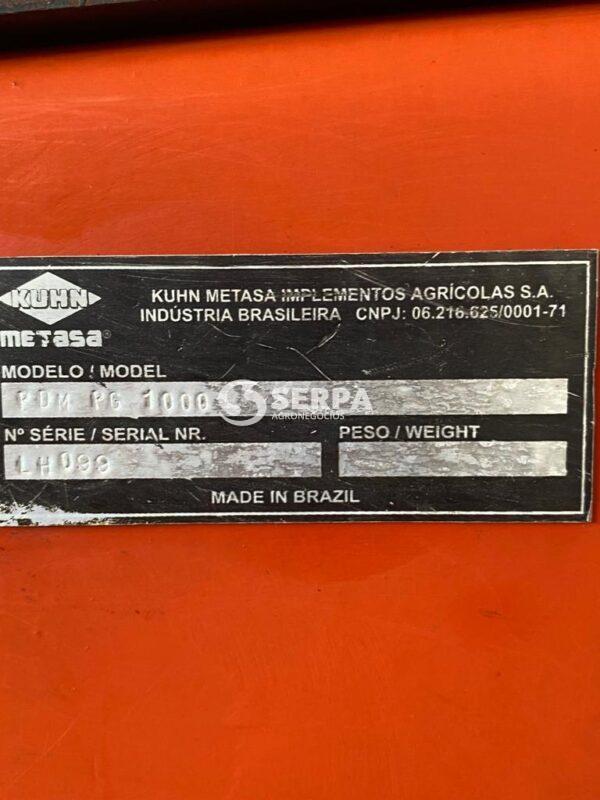 KUHN
METASA®
KUHN METASA IMPLEMENTOS AGRÍCOLAS S.A.
INDÚSTRIA BRASILEIRA CNPJ: 06.216.625/0001-71
MODELO / MODEL
PDM PG 1000
SERPA
AGRONEGÓCIOS
Nº SÉRIE / SERIAL NR.
PESO / WEIGHT
LH099
MADE IN BRAZIL